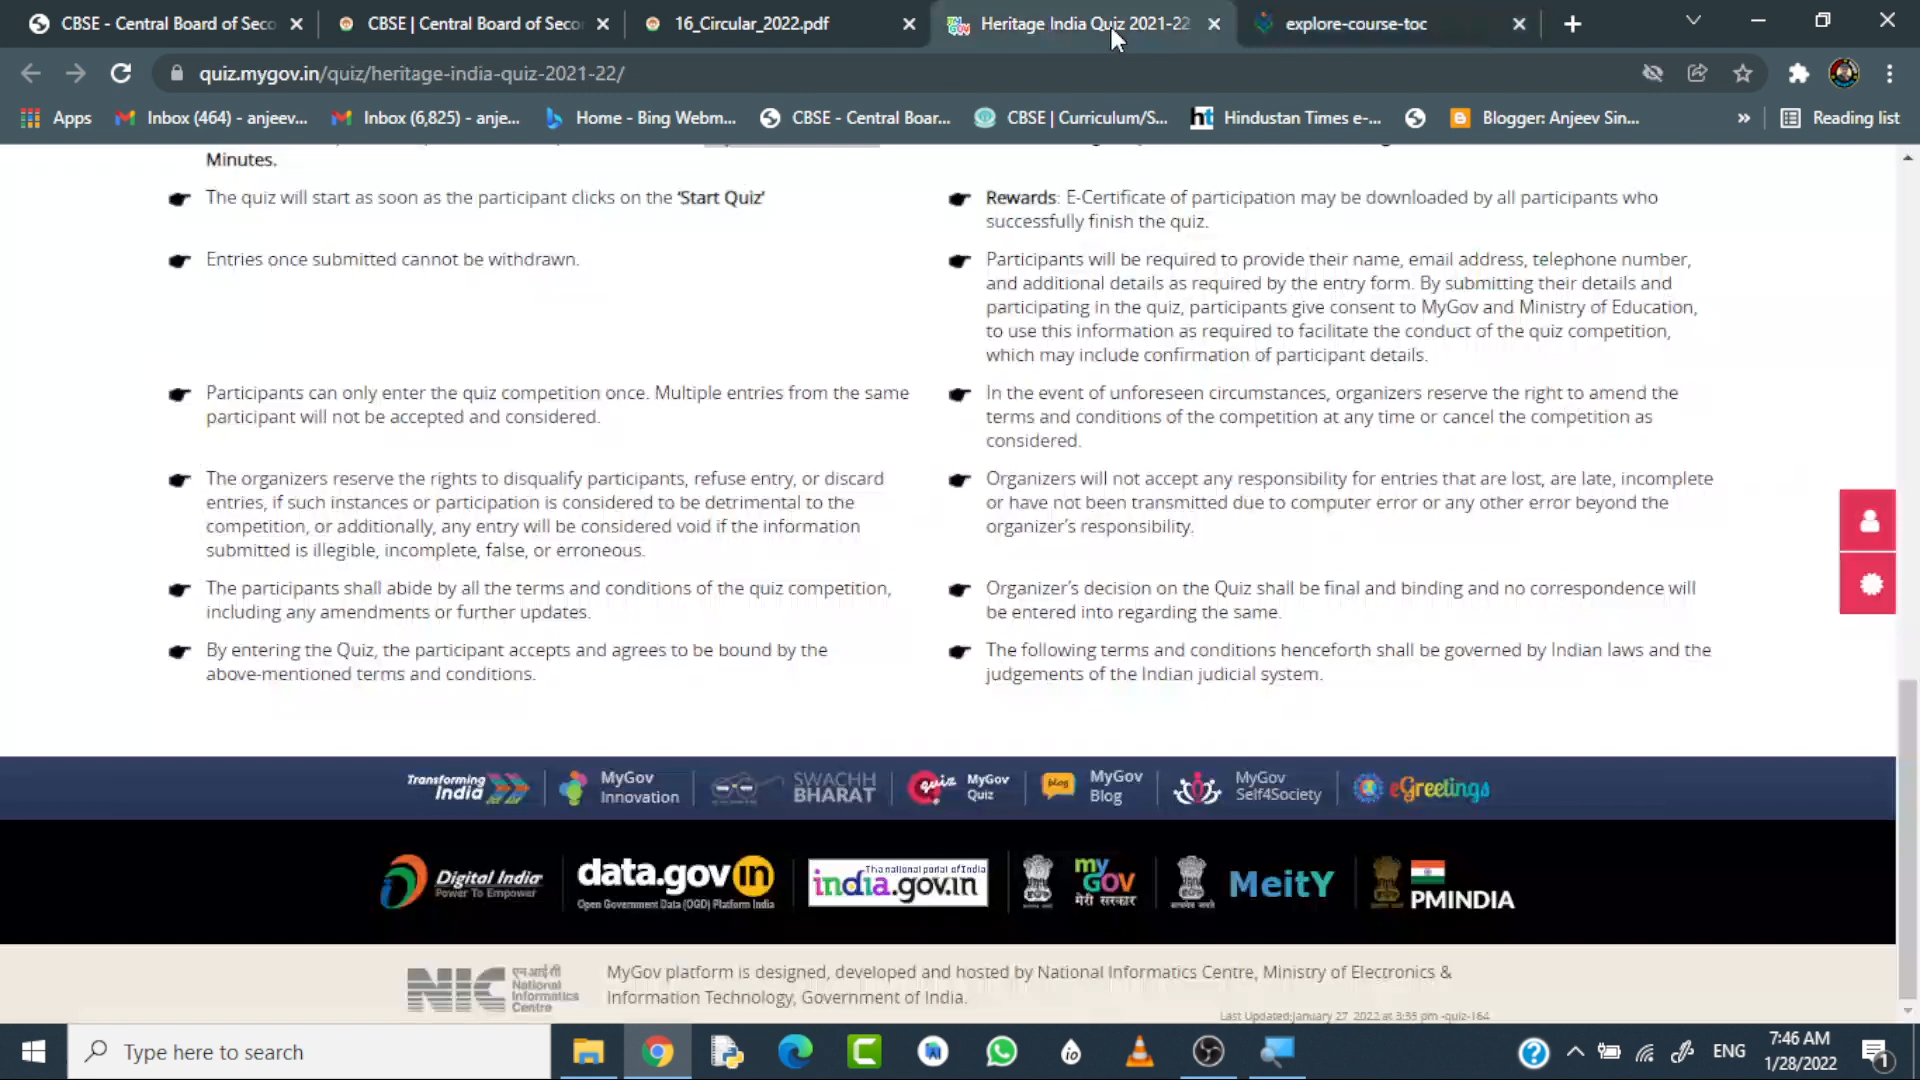 CBSE - Central Board of Seco
CBSE | Central Board of Seco
16_Circular_2022.pdf
Heritage India Quiz 2021-22
explore-course-toc
quiz.mygov.in/quiz/heritage-india-quiz-2021-22/
Apps
Inbox (464) - anjeev...
Inbox (6,825) - anje...
Home - Bing Webm...
CBSE - Central Boar...
CBSE | Curriculum/S...
ht Hindustan Times e-...
Blogger: Anjeev Sin...
»
Reading list
Minutes.
The quiz will start as soon as the participant clicks on the 'Start Quiz'
Entries once submitted cannot be withdrawn.
Participants can only enter the quiz competition once. Multiple entries from the same
participant will not be accepted and considered.
The organizers reserve the rights to disqualify participants, refuse entry, or discard
entries, if such instances or participation is considered to be detrimental to the
competition, or additionally, any entry will be considered void if the information
submitted is illegible, incomplete, false, or erroneous.
The participants shall abide by all the terms and conditions of the quiz competition,
including any amendments or further updates.
By entering the Quiz, the participant accepts and agrees to be bound by the
above-mentioned terms and conditions.
Rewards: E-Certificate of participation may be downloaded by all participants who
successfully finish the quiz.
Participants will be required to provide their name, email address, telephone number,
and additional details as required by the entry form. By submitting their details and
participating in the quiz, participants give consent to MyGov and Ministry of Education,
to use this information as required to facilitate the conduct of the quiz competition,
which may include confirmation of participant details.
In the event of unforeseen circumstances, organizers reserve the right to amend the
terms and conditions of the competition at any time or cancel the competition as
considered.
Organizers will not accept any responsibility for entries that are lost, are late, incomplete
or have not been transmitted due to computer error or any other error beyond the
organizer's responsibility.
Organizer's decision on the Quiz shall be final and binding and no correspondence will
be entered into regarding the same.
The following terms and conditions henceforth shall be governed by Indian laws and the
judgements of the Indian judicial system.
Transforming
India
MyGov
Innovation
SWACHH
BHARAT
quiz
MyGov
Quiz
blog
MyGov
Blog
MyGov
Self4Society
eGreetings
Digital India
Power To Empower
data.gov in
Open Government Data (OGD) Platform India
The national portal of India
india.gov.in
my
GOV
मेरी सरकार
MeitY
PMINDIA
NIC
एन आई सी
National
Informatics
Centre
MyGov platform is designed, developed and hosted by National Informatics Centre, Ministry of Electronics &
Information Technology, Government of India.
Last Updated:January 27, 2022 at 3:35 pm -quiz-164
Type here to search
ENG
7:46 AM
1/28/2022
1